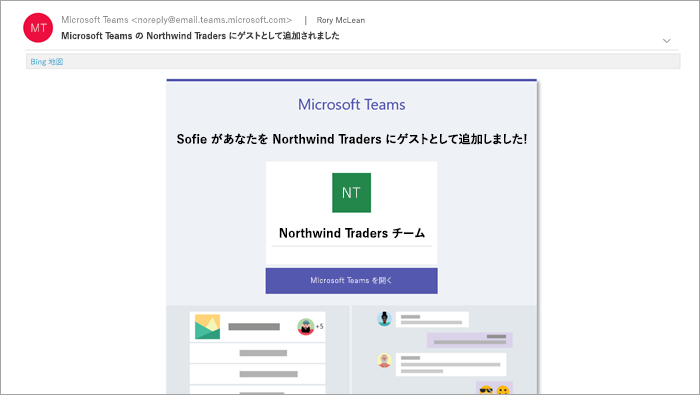 MT
Microsoft Teams <noreply@email.teams.microsoft.com> | Rory McLean
Microsoft Teams の Northwind Traders にゲストとして追加されました
Bing 地図
Microsoft Teams
Sofie があなたを Northwind Traders にゲストとして追加しました!
NT
Northwind Traders チーム
Microsoft Teams を開く
+5